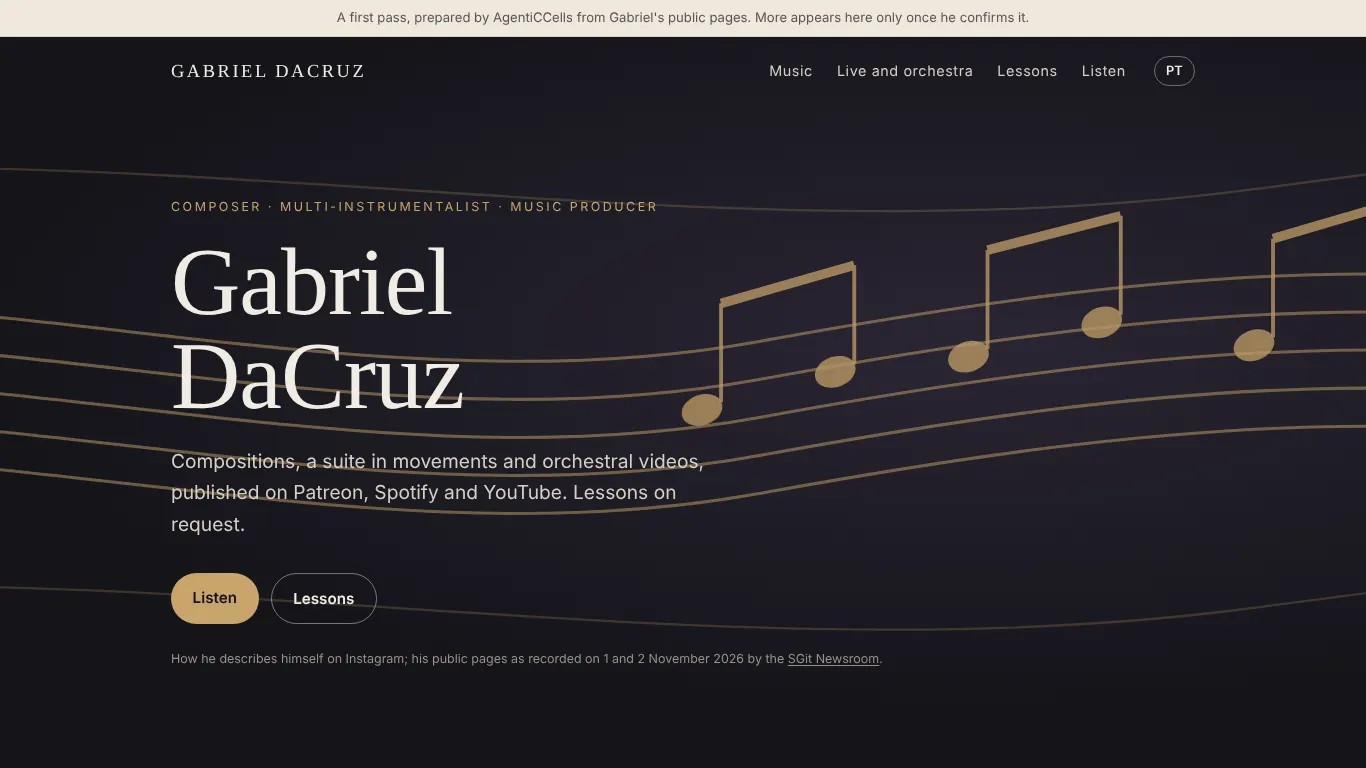 A first pass, prepared by AgentiCCells from Gabriel's public pages. More appears here only once he confirms it.
GABRIEL DACRUZ
Music
Live and orchestra
Lessons
Listen
PT
COMPOSER · MULTI-INSTRUMENTALIST · MUSIC PRODUCER
Gabriel
DaCruz
Compositions, a suite in movements and orchestral videos,
published on Patreon, Spotify and YouTube. Lessons on
request.
Listen
Lessons
How he describes himself on Instagram; his public pages as recorded on 1 and 2 November 2026 by the SGit Newsroom.